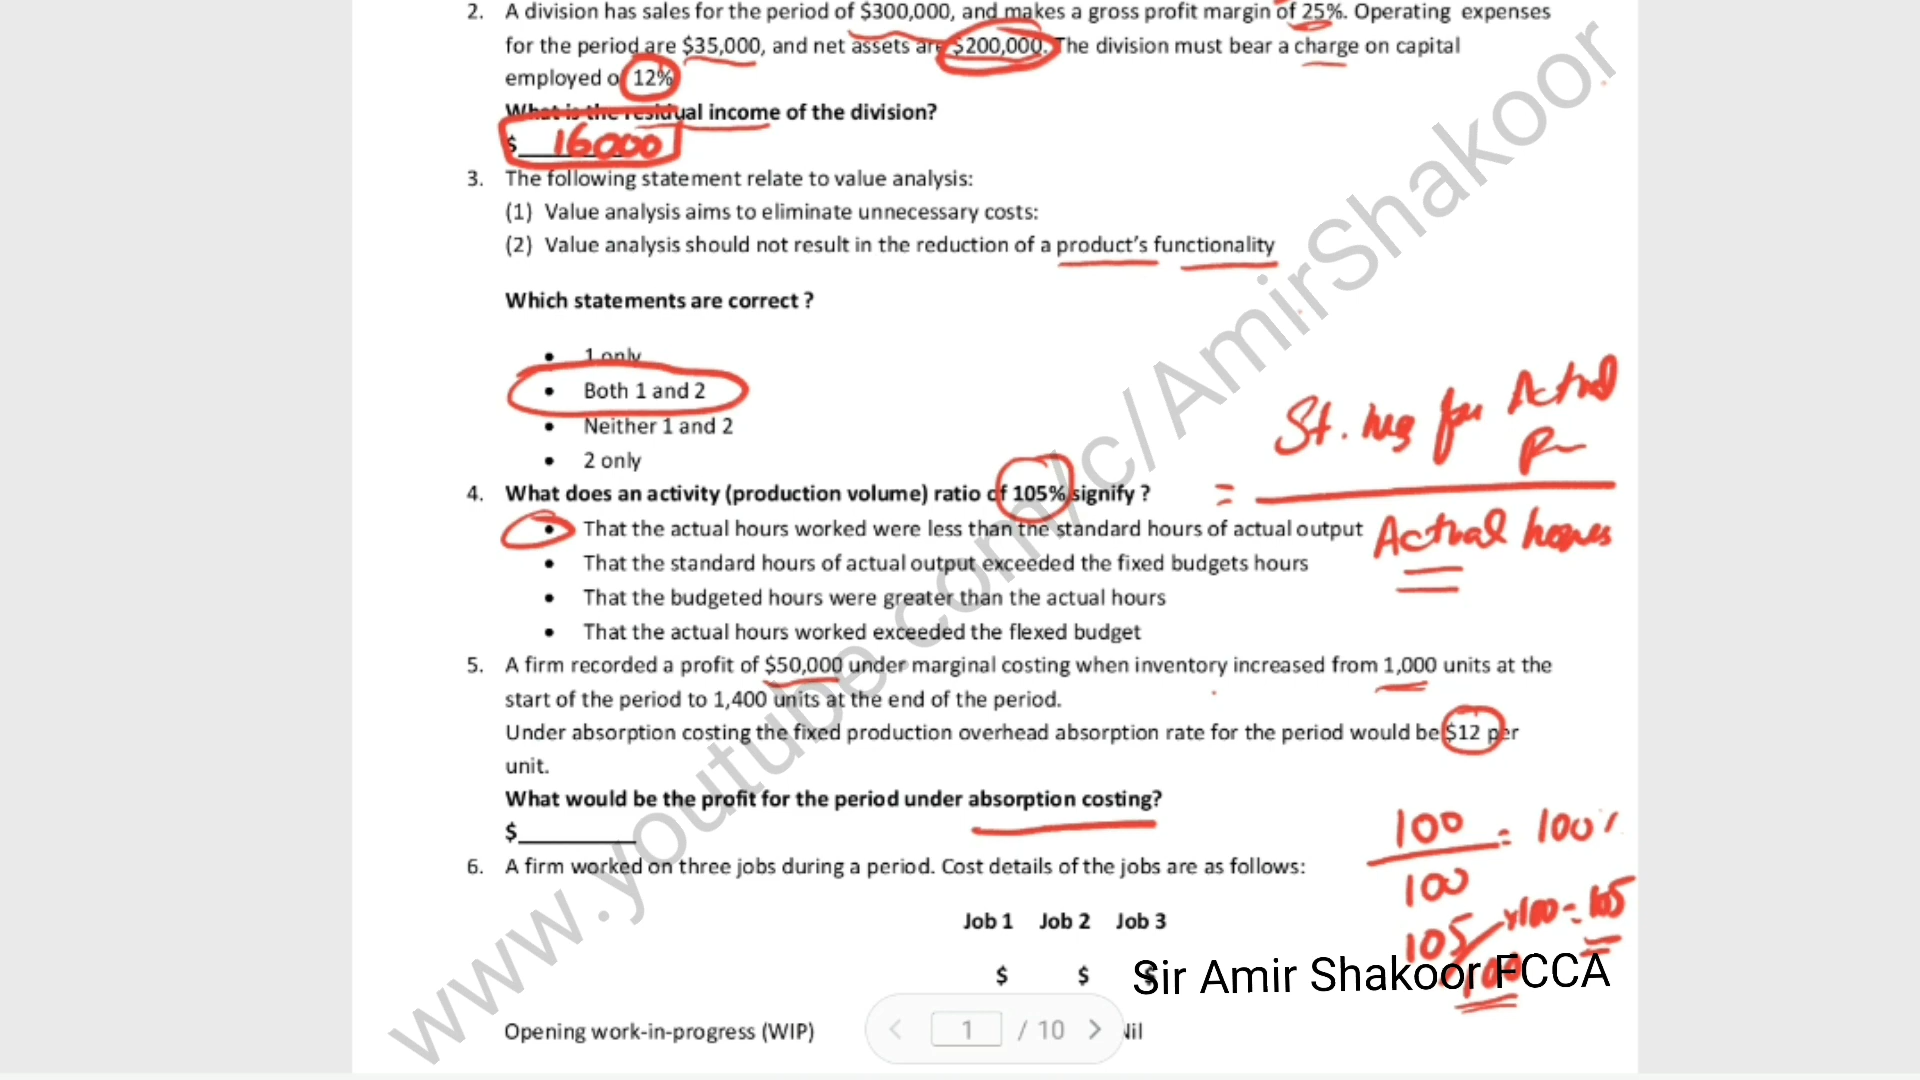 2. A division has sales for the period of $300,000, and makes a gross profit margin of 25%. Operating expenses
for the period are $35,000, and net assets are $200,000. The division must bear a charge on capital
employed o 12%
What is the residual income of the division?
$ 16000
3. The following statement relate to value analysis:
(1) Value analysis aims to eliminate unnecessary costs:
(2) Value analysis should not result in the reduction of a product's functionality
Which statements are correct ?
• 1 only
• Both 1 and 2
• Neither 1 and 2
• 2 only
St. hrs for Actual
4. What does an activity (production volume) ratio of 105% signify ? =
• That the actual hours worked were less than the standard hours of actual output
Actual hours
• That the standard hours of actual output exceeded the fixed budgets hours
• That the budgeted hours were greater than the actual hours
• That the actual hours worked exceeded the flexed budget
5. A firm recorded a profit of $50,000 under marginal costing when inventory increased from 1,000 units at the
start of the period to 1,400 units at the end of the period.
Under absorption costing the fixed production overhead absorption rate for the period would be $12 per
unit.
What would be the profit for the period under absorption costing?
$
100 = 100%
100
6. A firm worked on three jobs during a period. Cost details of the jobs are as follows:
105/100 x100 = 105
Job 1 Job 2 Job 3
$ $ $
Sir Amir Shakoor FCCA
Opening work-in-progress (WIP) Nil
1 / 10
www.youtube.com/c/AmirShakoor